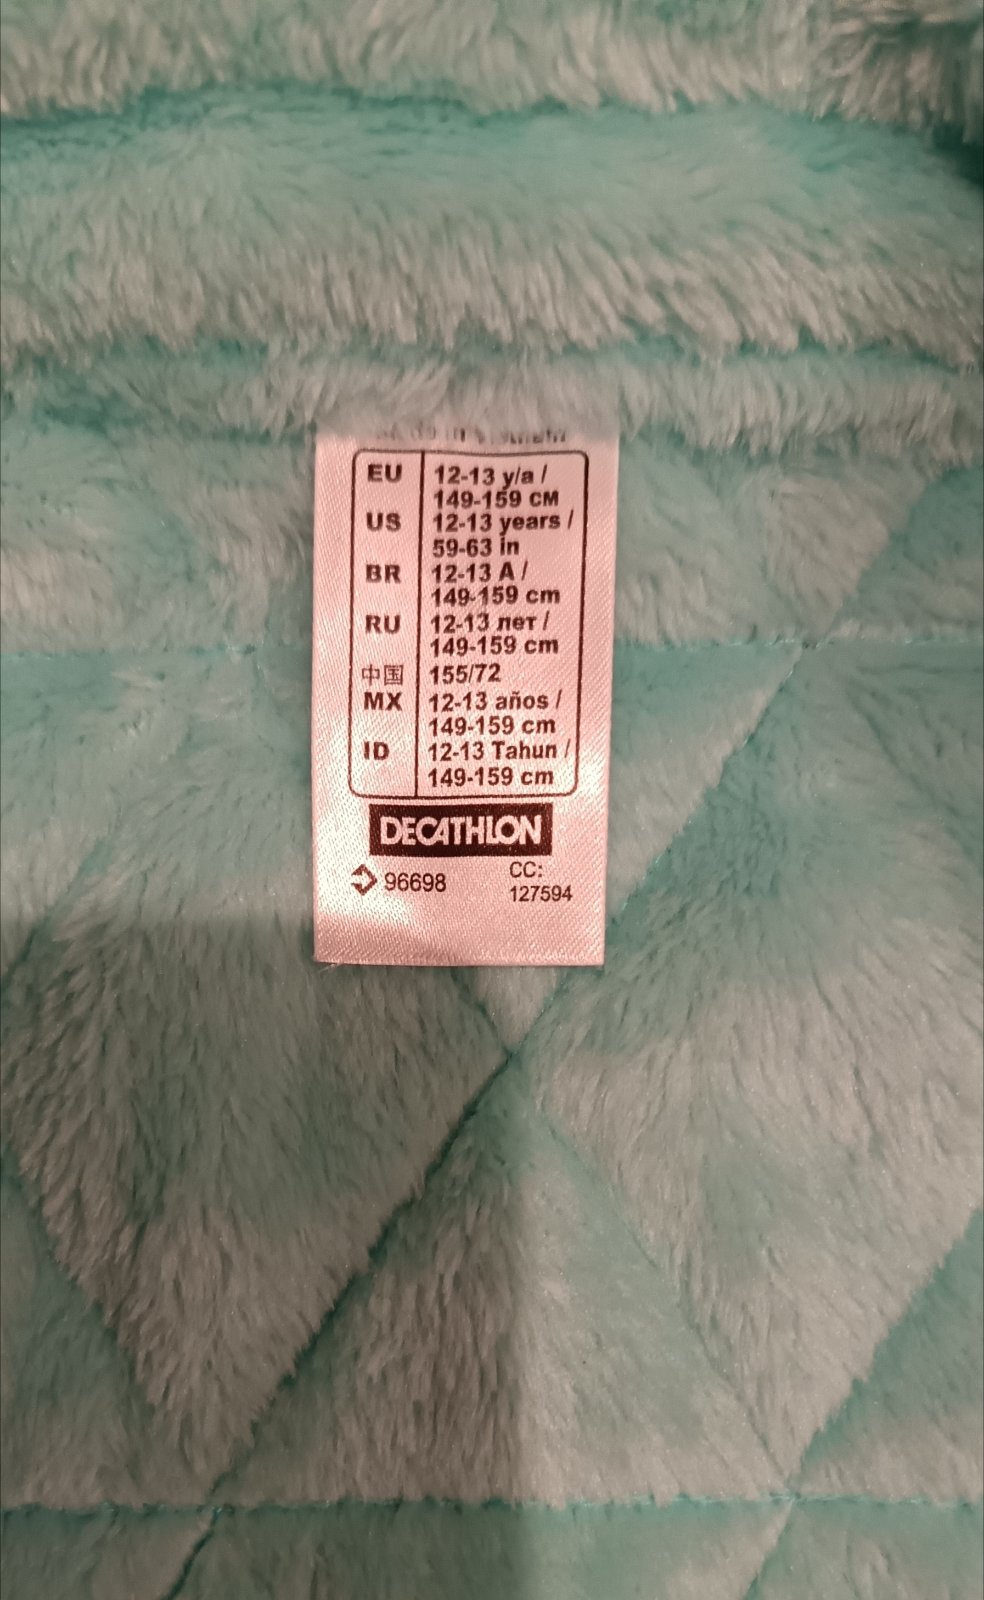 EU 12-13 y/a /
149-159 CM
US 12-13 years /
59-63 in
BR 12-13 A /
149-159 cm
RU 12-13 лет /
149-159 cm
中国 155/72
MX 12-13 años /
149-159 cm
ID 12-13 Tahun /
149-159 cm
DECATHLON
96698 CC:
127594